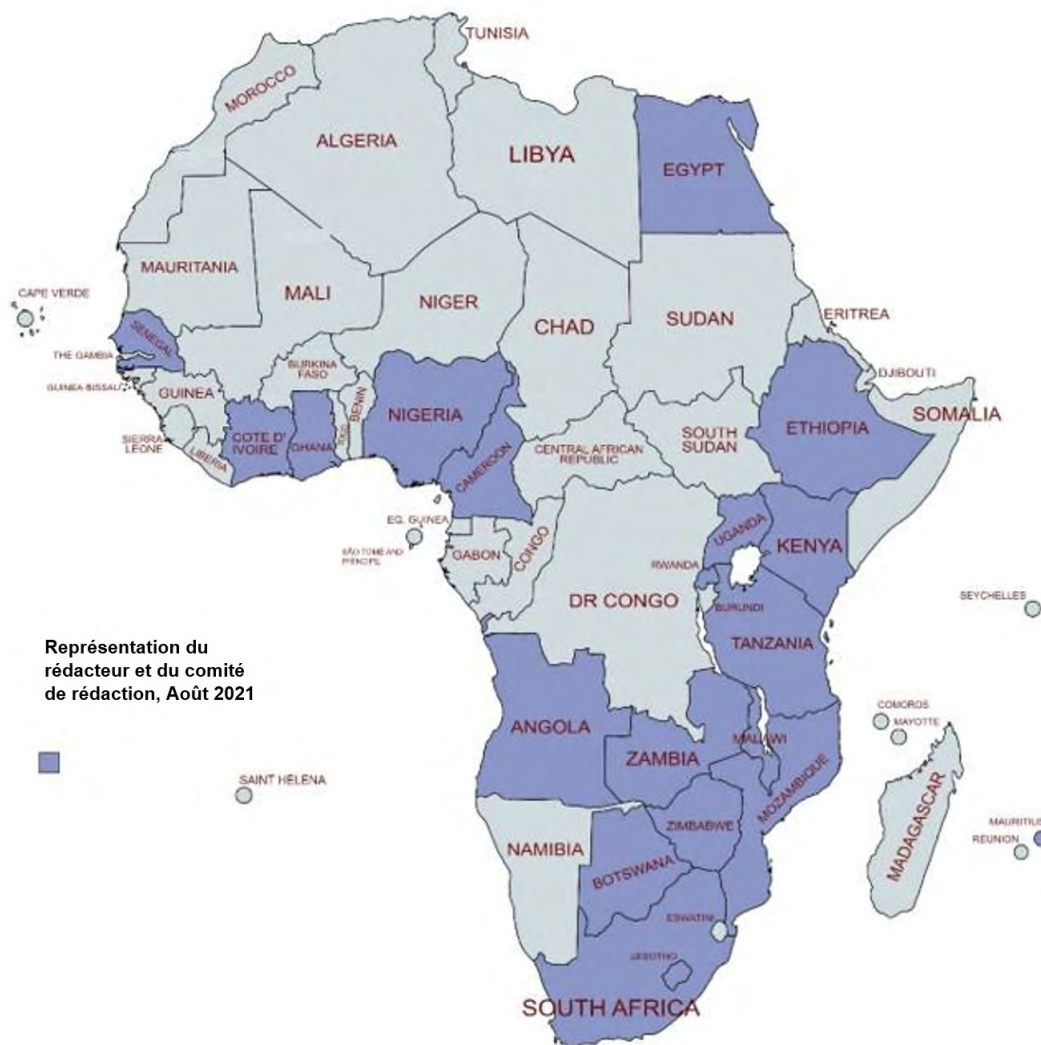 TUNISIA
MOROCCO
ALGERIA
LIBYA
EGYPT
MAURITANIA
MALI
NIGER
CHAD
SUDAN
ERITREA
CAPE VERDE
SENEGAL
THE GAMBIA
GUINEA-BISSAU
GUINEA
BURKINA
FASO
BENIN
TOGO
NIGERIA
DJIBOUTI
SOMALIA
ETHIOPIA
SOUTH
SUDAN
CENTRAL AFRICAN
REPUBLIC
SIERRA
LEONE
LIBERIA
COTE D'
IVOIRE
GHANA
CAMEROON
EQ. GUINEA
SÃO TOMÉ AND
PRINCIPE
GABON
CONGO
UGANDA
KENYA
RWANDA
DR CONGO
BURUNDI
TANZANIA
SEYCHELLES
Représentation du
rédacteur et du comité
de rédaction, Août 2021
ANGOLA
ZAMBIA
MALAWI
MOZAMBIQUE
COMOROS
MAYOTTE
SAINT HELENA
MADAGASCAR
MAURITIUS
REUNION
NAMIBIA
ZIMBABWE
BOTSWANA
ESWATINI
LESOTHO
SOUTH AFRICA